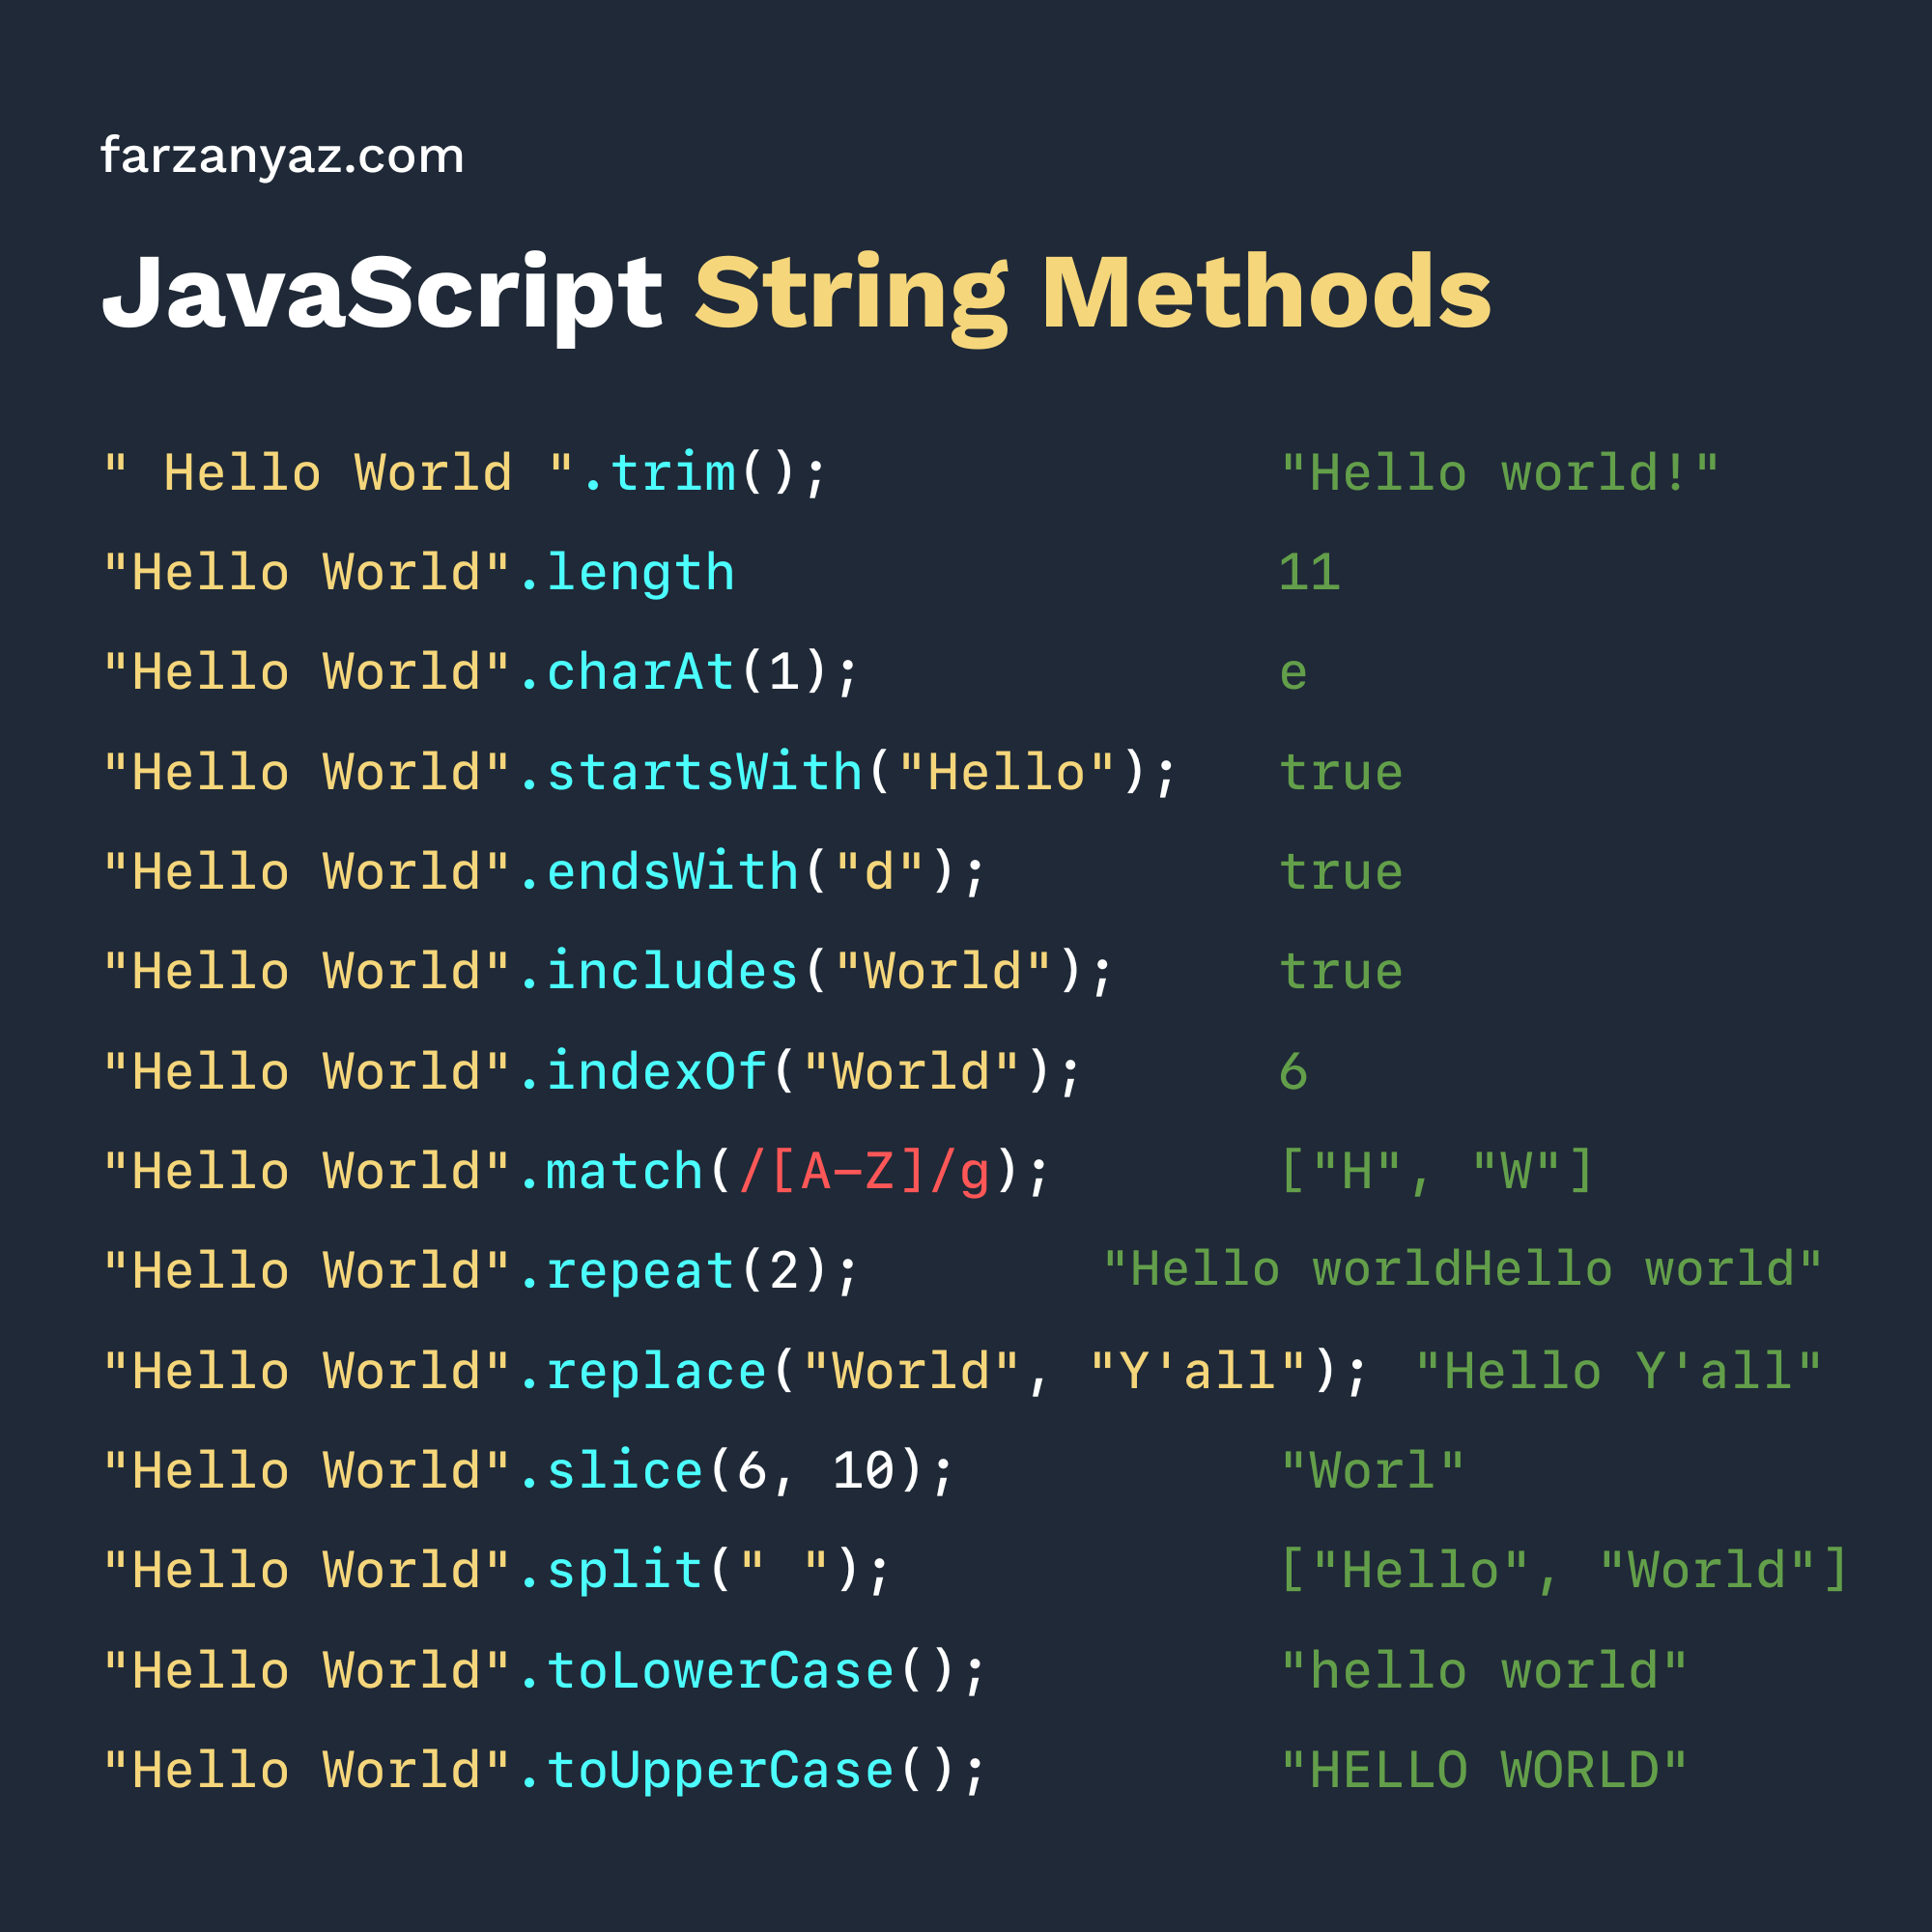 farzanyaz.com
JavaScript String Methods
" Hello World ".trim(); "Hello world!"
"Hello World".length 11
"Hello World".charAt(1); e
"Hello World".startsWith("Hello"); true
"Hello World".endsWith("d"); true
"Hello World".includes("World"); true
"Hello World".indexOf("World"); 6
"Hello World".match(/[A-Z]/g); ["H", "W"]
"Hello World".repeat(2); "Hello worldHello world"
"Hello World".replace("World", "Y'all"); "Hello Y'all"
"Hello World".slice(6, 10); "Worl"
"Hello World".split(" "); ["Hello", "World"]
"Hello World".toLowerCase(); "hello world"
"Hello World".toUpperCase(); "HELLO WORLD"